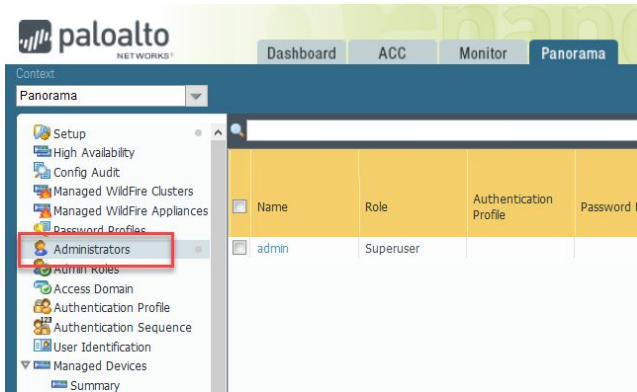 paloalto
NETWORKS
Dashboard ACC Monitor Panorama
Context
Panorama
Setup
High Availability
Config Audit
Managed WildFire Clusters
Managed WildFire Appliances
Password Profiles
Administrators
Admin Roles
Access Domain
Authentication Profile
Authentication Sequence
User Identification
Managed Devices
Summary
Name Role Authentication Profile Password
admin Superuser